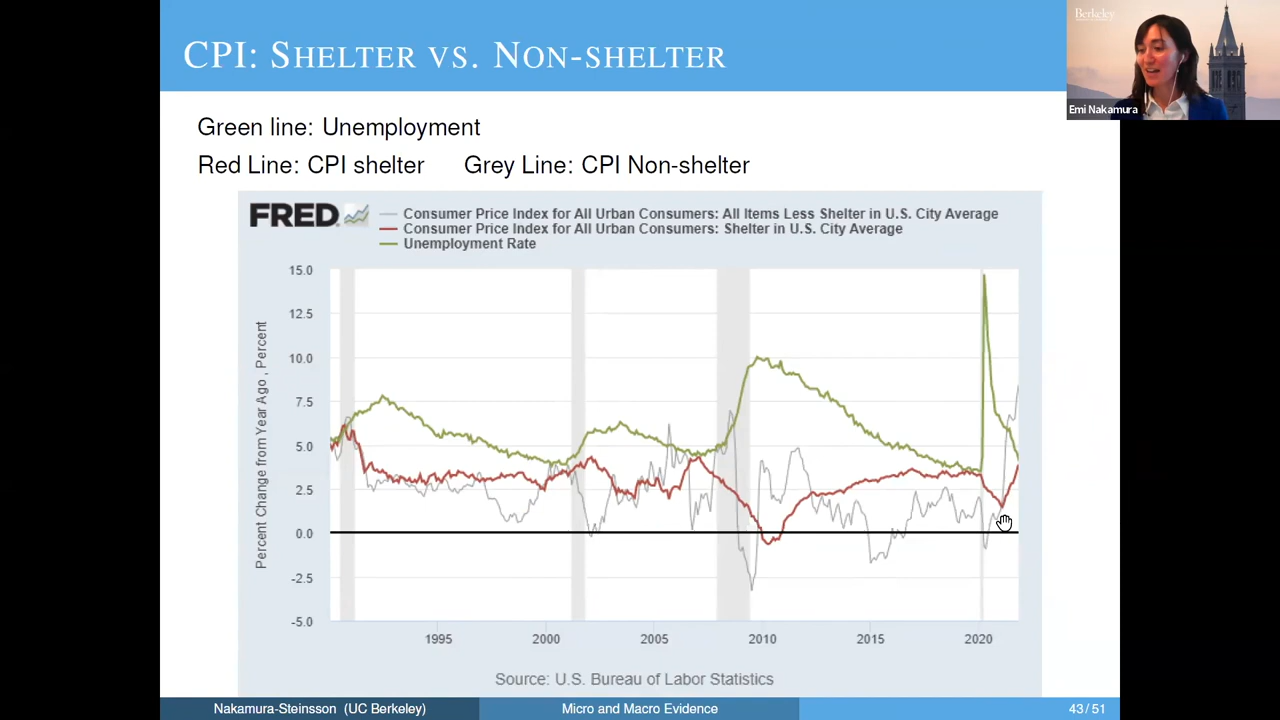 CPI: SHELTER VS. NON-SHELTER
Berkeley
Emi Nakamura
Green line: Unemployment
Red Line: CPI shelter Grey Line: CPI Non-shelter
FRED
Consumer Price Index for All Urban Consumers: All Items Less Shelter in U.S. City Average
Consumer Price Index for All Urban Consumers: Shelter in U.S. City Average
Unemployment Rate
Percent Change from Year Ago , Percent
15.0
12.5
10.0
7.5
5.0
2.5
0.0
-2.5
-5.0
1995 2000 2005 2010 2015 2020
Source: U.S. Bureau of Labor Statistics
Nakamura-Steinsson (UC Berkeley) Micro and Macro Evidence 43 / 51